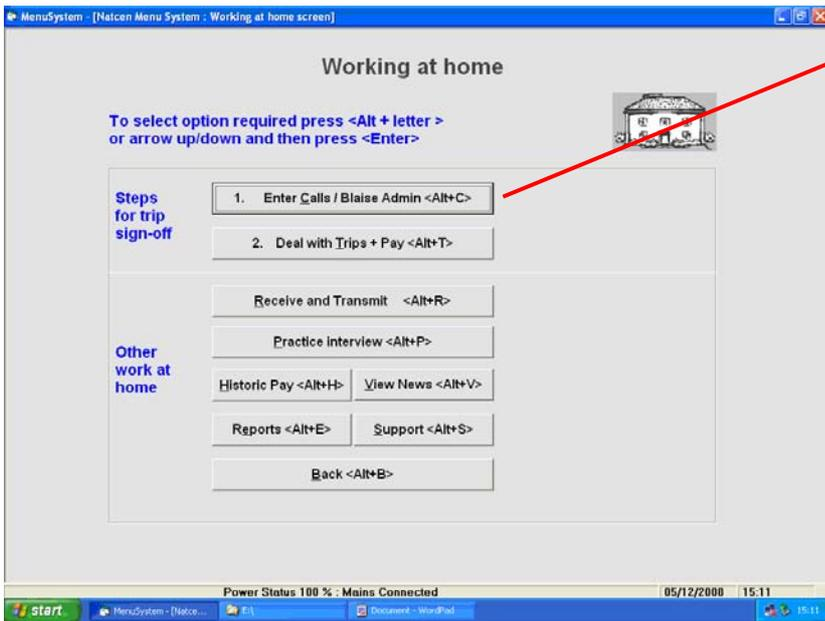 MenuSystem - [Natcen Menu System : Working at home screen]
Working at home
To select option required press <Alt + letter >
or arrow up/down and then press <Enter>
Steps
for trip
sign-off
1. Enter Calls / Blaise Admin <Alt+C>
2. Deal with Trips + Pay <Alt+T>
Other
work at
home
Receive and Transmit <Alt+R>
Practice interview <Alt+P>
Historic Pay <Alt+H> View News <Alt+V>
Reports <Alt+E> Support <Alt+S>
Back <Alt+B>
Power Status 100 % : Mains Connected 05/12/2008 15:11
start MenuSystem - [Natce... E:\ Document - WordPad 15:11